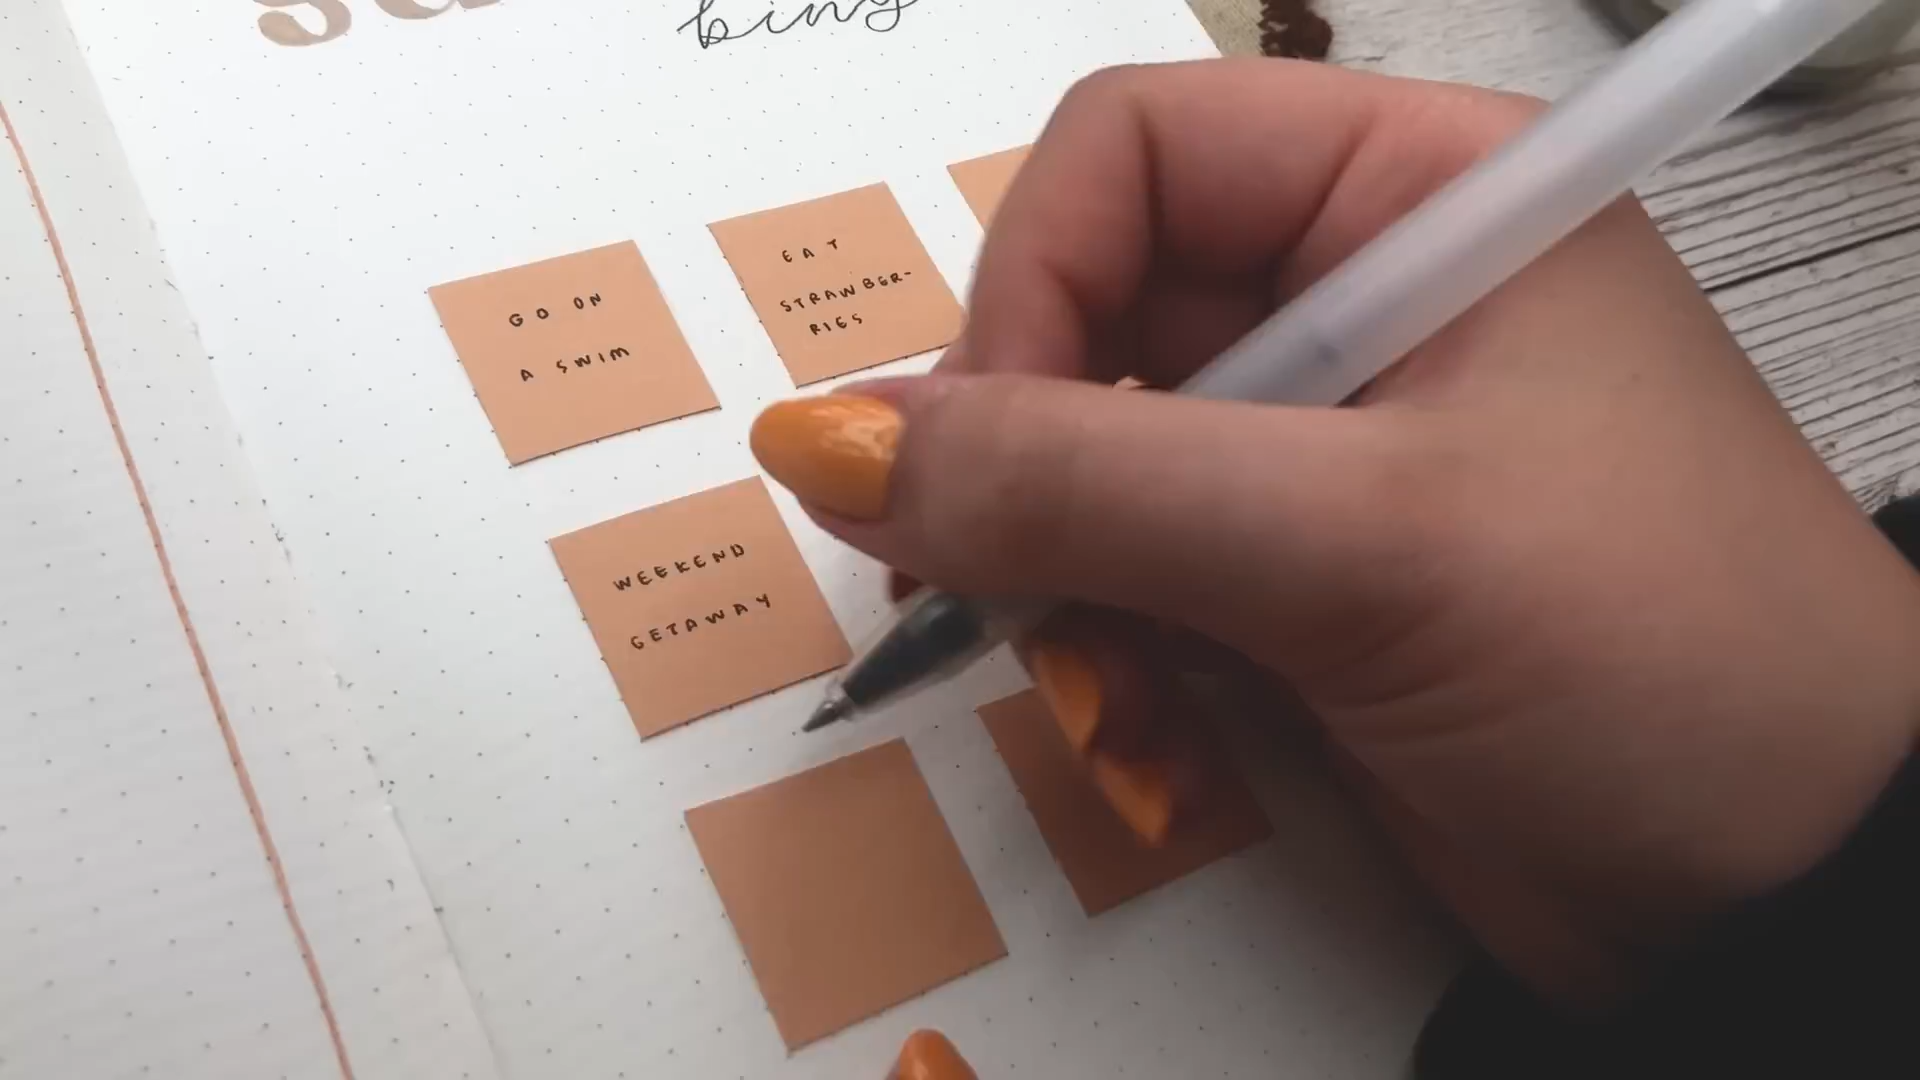 GO ON
A SWIM
EAT
STRAWBER-
RIES
WEEKEND
GETAWAY